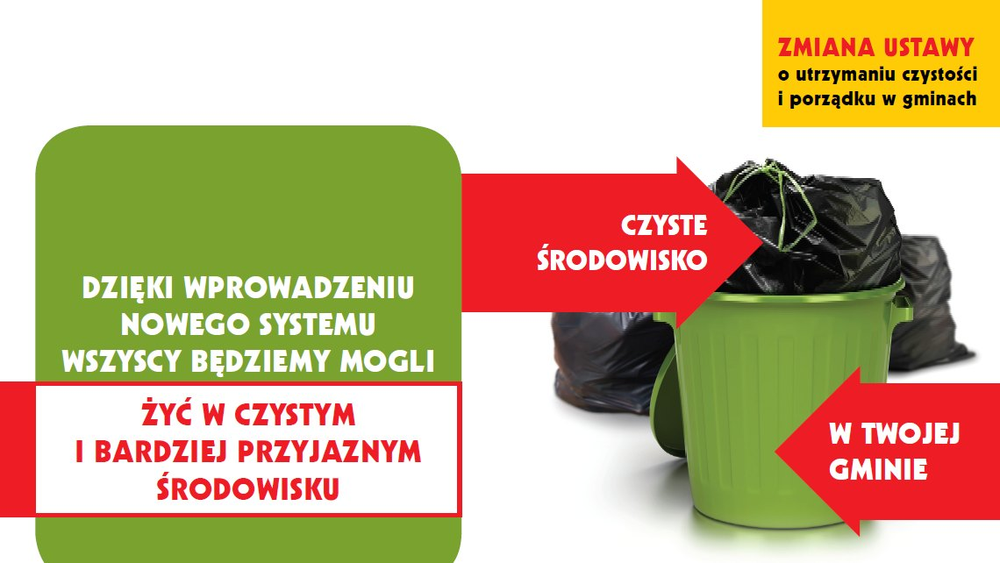 ZMIANA USTAWY
o utrzymaniu czystości
i porządku w gminach
CZYSTE
ŚRODOWISKO
DZIĘKI WPROWADZENIU
NOWEGO SYSTEMU
WSZYSCY BĘDZIEMY MOGLI
ŻYĆ W CZYSTYM
I BARDZIEJ PRZYJAZNYM
ŚRODOWISKU
W TWOJEJ
GMINIE